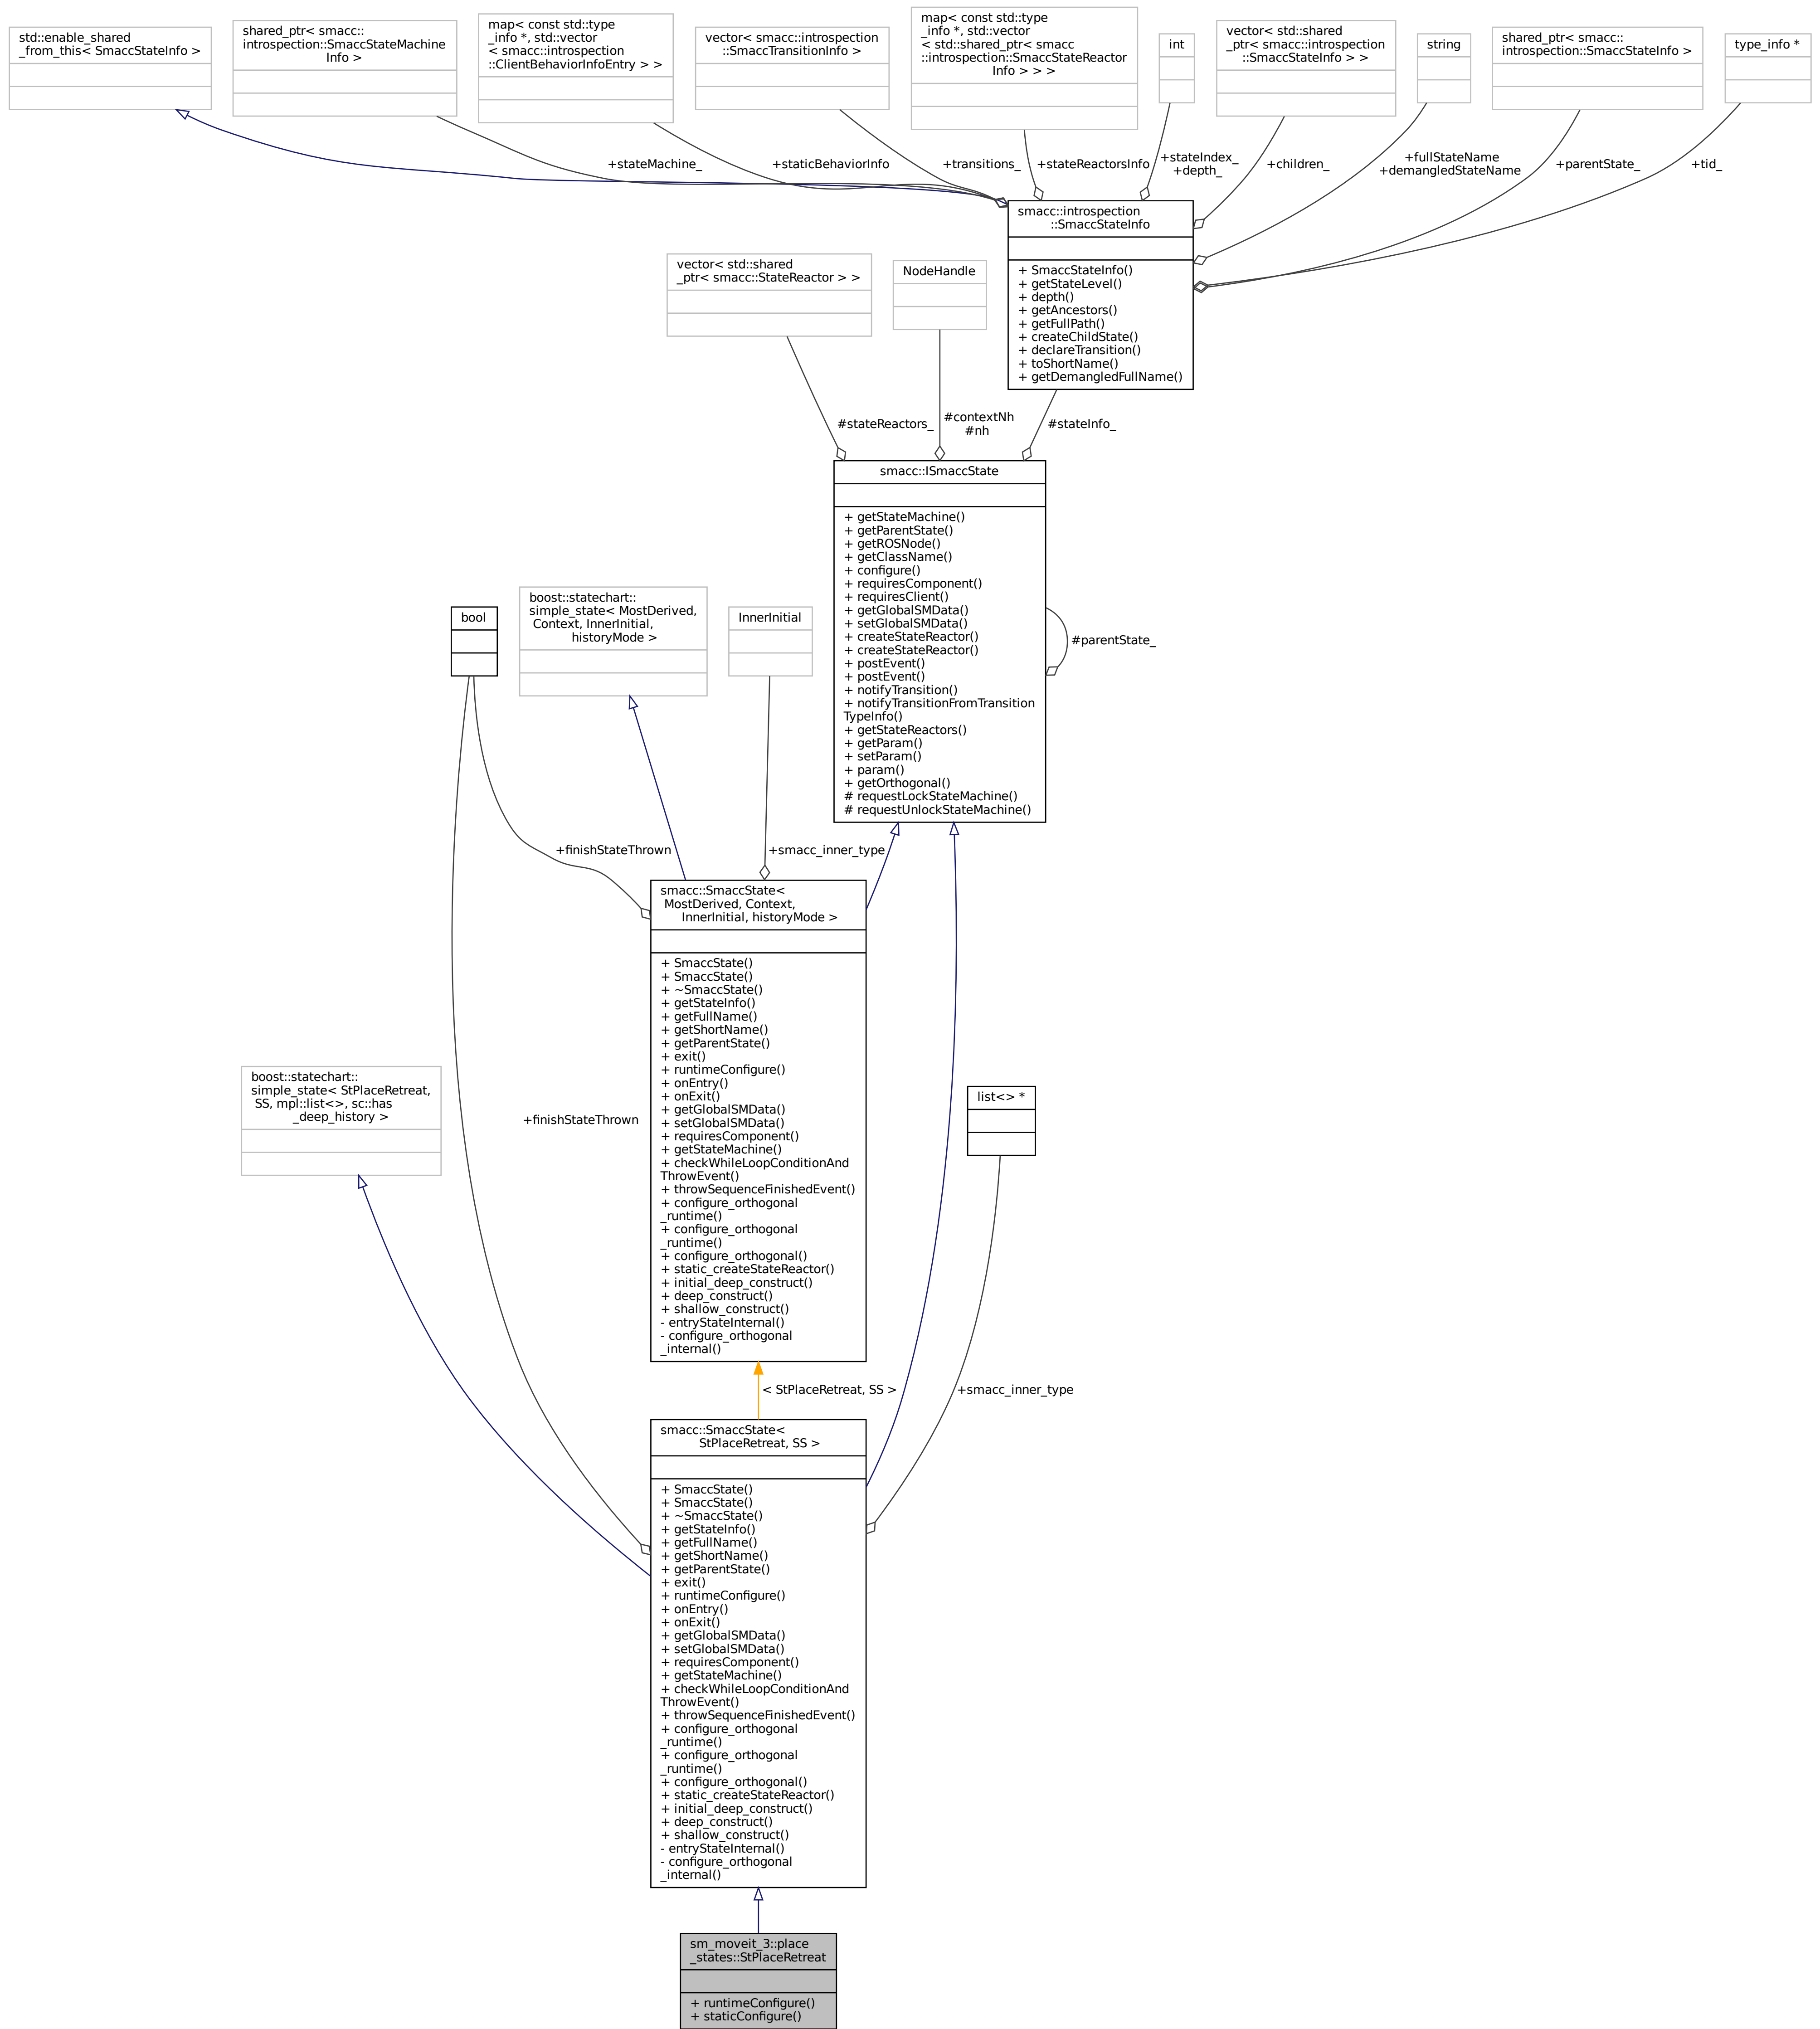 std::enable_shared
_from_this< SmaccStateInfo >
shared_ptr< smacc::
introspection::SmaccStateMachine
Info >
map< const std::type
_info *, std::vector
< smacc::introspection
::ClientBehaviorInfoEntry > >
vector< smacc::introspection
::SmaccTransitionInfo >
map< const std::type
_info *, std::vector
< std::shared_ptr< smacc
::introspection::SmaccStateReactor
Info > > >
int
vector< std::shared
_ptr< smacc::introspection
::SmaccStateInfo > >
string
shared_ptr< smacc::
introspection::SmaccStateInfo >
type_info *
+stateMachine_
+staticBehaviorInfo
+transitions_
+stateReactorsInfo
+stateIndex_
+depth_
+children_
+fullStateName
+demangledStateName
+parentState_
+tid_
smacc::introspection
::SmaccStateInfo
+ SmaccStateInfo()
+ getStateLevel()
+ depth()
+ getAncestors()
+ getFullPath()
+ createChildState()
+ declareTransition()
+ toShortName()
+ getDemangledFullName()
vector< std::shared
_ptr< smacc::StateReactor > >
NodeHandle
#stateReactors_
#contextNh
#nh
#stateInfo_
smacc::ISmaccState
+ getStateMachine()
+ getParentState()
+ getROSNode()
+ getClassName()
+ configure()
+ requiresComponent()
+ requiresClient()
+ getGlobalSMData()
+ setGlobalSMData()
+ createStateReactor()
+ createStateReactor()
+ postEvent()
+ postEvent()
+ notifyTransition()
+ notifyTransitionFromTransition
TypeInfo()
+ getStateReactors()
+ getParam()
+ setParam()
+ param()
+ getOrthogonal()
# requestLockStateMachine()
# requestUnlockStateMachine()
#parentState_
bool
boost::statechart::
simple_state< MostDerived,
Context, InnerInitial,
historyMode >
InnerInitial
+finishStateThrown
+smacc_inner_type
smacc::SmaccState<
MostDerived, Context,
InnerInitial, historyMode >
+ SmaccState()
+ SmaccState()
+ ~SmaccState()
+ getStateInfo()
+ getFullName()
+ getShortName()
+ getParentState()
+ exit()
+ runtimeConfigure()
+ onEntry()
+ onExit()
+ getGlobalSMData()
+ setGlobalSMData()
+ requiresComponent()
+ getStateMachine()
+ checkWhileLoopConditionAnd
ThrowEvent()
+ throwSequenceFinishedEvent()
+ configure_orthogonal
_runtime()
+ configure_orthogonal
_runtime()
+ configure_orthogonal()
+ static_createStateReactor()
+ initial_deep_construct()
+ deep_construct()
+ shallow_construct()
- entryStateInternal()
- configure_orthogonal
_internal()
boost::statechart::
simple_state< StPlaceRetreat,
SS, mpl::list<>, sc::has
_deep_history >
+finishStateThrown
list<> *
< StPlaceRetreat, SS >
+smacc_inner_type
smacc::SmaccState<
StPlaceRetreat, SS >
+ SmaccState()
+ SmaccState()
+ ~SmaccState()
+ getStateInfo()
+ getFullName()
+ getShortName()
+ getParentState()
+ exit()
+ runtimeConfigure()
+ onEntry()
+ onExit()
+ getGlobalSMData()
+ setGlobalSMData()
+ requiresComponent()
+ getStateMachine()
+ checkWhileLoopConditionAnd
ThrowEvent()
+ throwSequenceFinishedEvent()
+ configure_orthogonal
_runtime()
+ configure_orthogonal
_runtime()
+ configure_orthogonal()
+ static_createStateReactor()
+ initial_deep_construct()
+ deep_construct()
+ shallow_construct()
- entryStateInternal()
- configure_orthogonal
_internal()
sm_moveit_3::place
_states::StPlaceRetreat
+ runtimeConfigure()
+ staticConfigure()